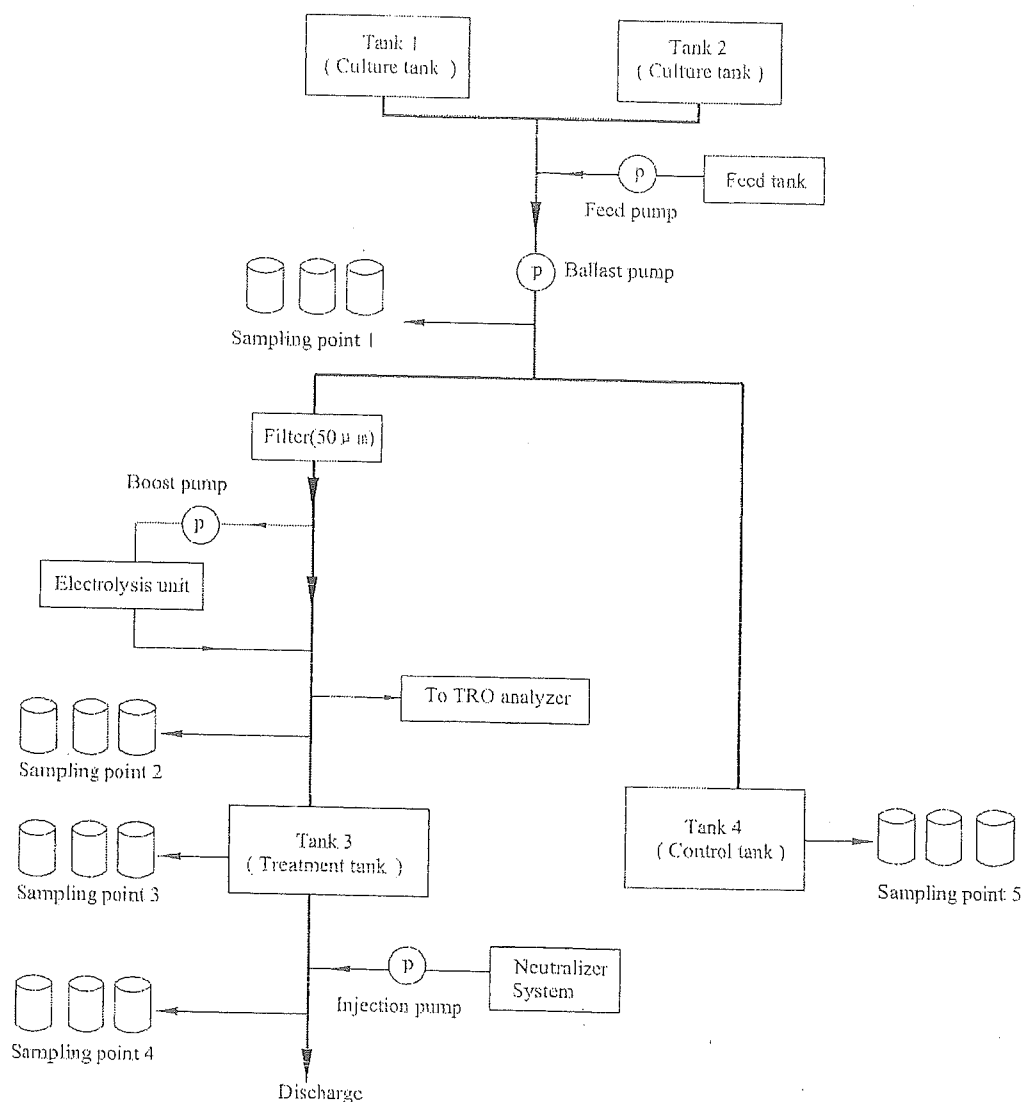 Tank 1
( Culture tank )
Tank 2
( Culture tank )
p
Feed tank
Feed pump
p
Ballast pump
Sampling point 1
Filter(50 μm)
Boost pump
p
Electrolysis unit
To TRO analyzer
Sampling point 2
Tank 3
( Treatment tank )
Tank 4
( Control tank )
Sampling point 3
Sampling point 5
p
Neutralizer
System
Injection pump
Sampling point 4
Discharge